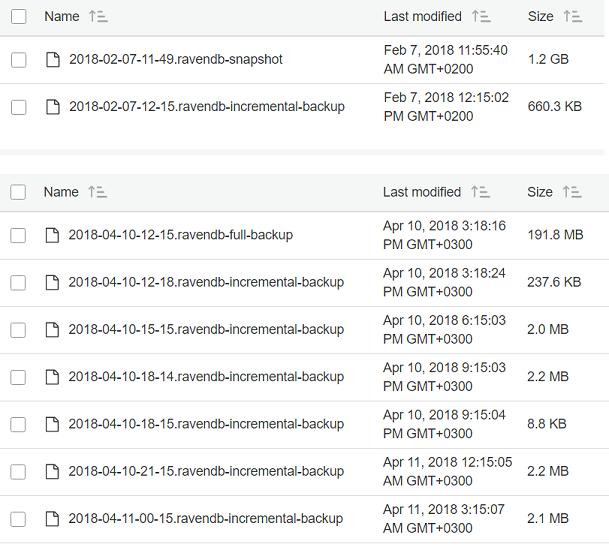 Name Last modified Size
2018-02-07-11-49.ravendb-snapshot Feb 7, 2018 11:55:40 1.2 GB
AM GMT+0200
2018-02-07-12-15.ravendb-incremental-backup Feb 7, 2018 12:15:02 660.3 KB
PM GMT+0200
Name Last modified Size
2018-04-10-12-15.ravendb-full-backup Apr 10, 2018 3:18:16 191.8 MB
PM GMT+0300
2018-04-10-12-18.ravendb-incremental-backup Apr 10, 2018 3:18:24 237.6 KB
PM GMT+0300
2018-04-10-15-15.ravendb-incremental-backup Apr 10, 2018 6:15:03 2.0 MB
PM GMT+0300
2018-04-10-18-14.ravendb-incremental-backup Apr 10, 2018 9:15:03 2.2 MB
PM GMT+0300
2018-04-10-18-15.ravendb-incremental-backup Apr 10, 2018 9:15:04 8.8 KB
PM GMT+0300
2018-04-10-21-15.ravendb-incremental-backup Apr 11, 2018 12:15:05 2.2 MB
AM GMT+0300
2018-04-11-00-15.ravendb-incremental-backup Apr 11, 2018 3:15:07 2.1 MB
AM GMT+0300